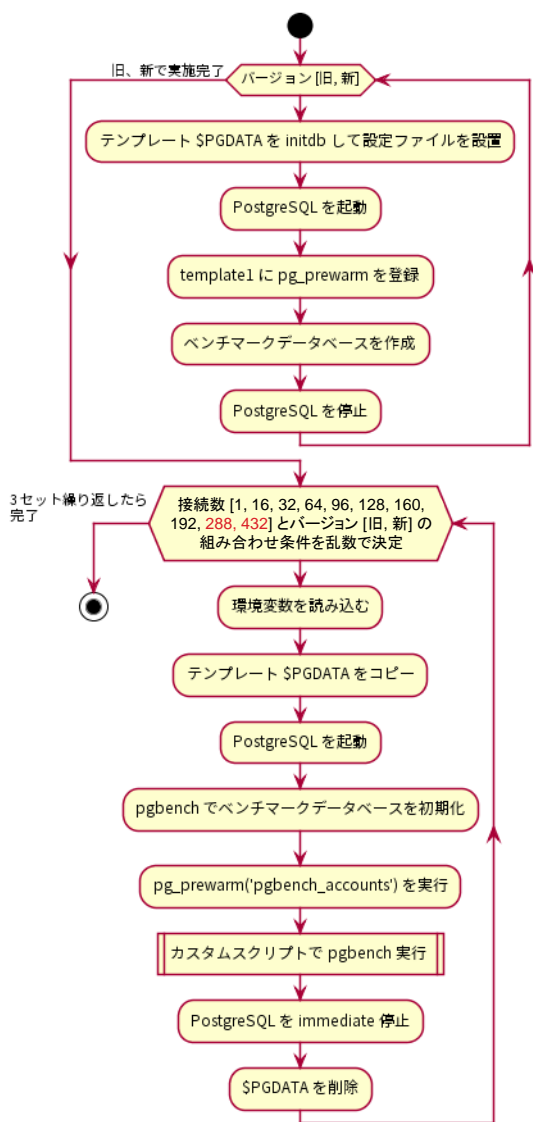 旧、新で実施完了
バージョン [旧, 新]
テンプレート $PGDATA を initdb して設定ファイルを設置
PostgreSQL を起動
template1 に pg_prewarm を登録
ベンチマークデータベースを作成
PostgreSQL を停止
3 セット繰り返したら
完了
接続数 [1, 16, 32, 64, 96, 128, 160,
192, 288, 432] とバージョン [旧, 新] の
組み合わせ条件を乱数で決定
環境変数を読み込む
テンプレート $PGDATA をコピー
PostgreSQL を起動
pgbench でベンチマークデータベースを初期化
pg_prewarm('pgbench_accounts') を実行
カスタムスクリプトで pgbench 実行
PostgreSQL を immediate 停止
$PGDATA を削除